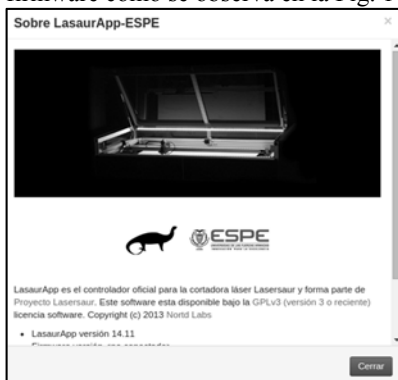 firmware como se observa en la Fig. 1
Sobre LasaurApp-ESPE
×
ESPE
LasaurApp es el controlador oficial para la cortadora láser Lasersaur y forma parte de
Proyecto Lasersaur. Este software esta disponible bajo la GPLv3 (versión 3 o reciente)
licencia software. Copyright (c) 2013 Nortd Labs
LasaurApp versión 14.11
Cerrar